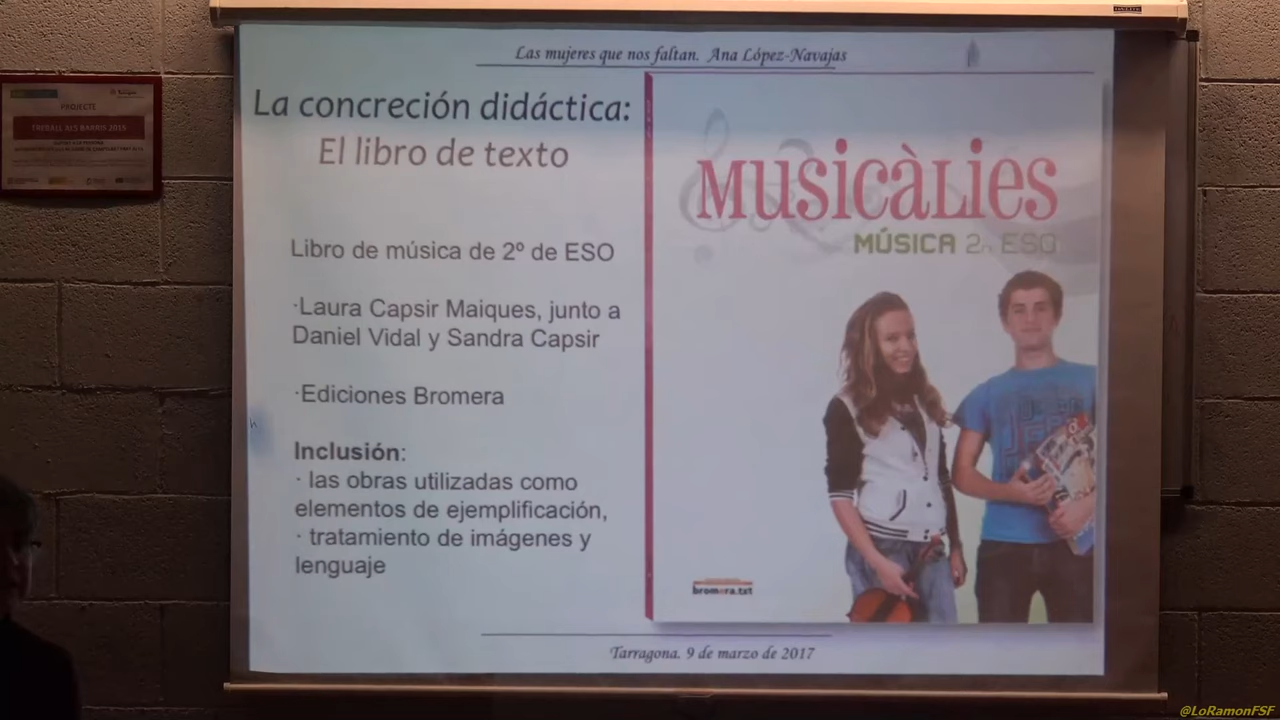 Las mujeres que nos faltan. Ana López-Navajas
La concreción didáctica:
El libro de texto
Libro de música de 2º de ESO
·Laura Capsir Maiques, junto a
Daniel Vidal y Sandra Capsir
·Ediciones Bromera
Inclusión:
· las obras utilizadas como
elementos de ejemplificación,
· tratamiento de imágenes y
lenguaje
MUSICÀLIES
MÚSICA 2n ESO
bromera.txt
Tarragona. 9 de marzo de 2017
PROJECTE
TREBALL ALS BARRIS 2015
@LoRamonFSF